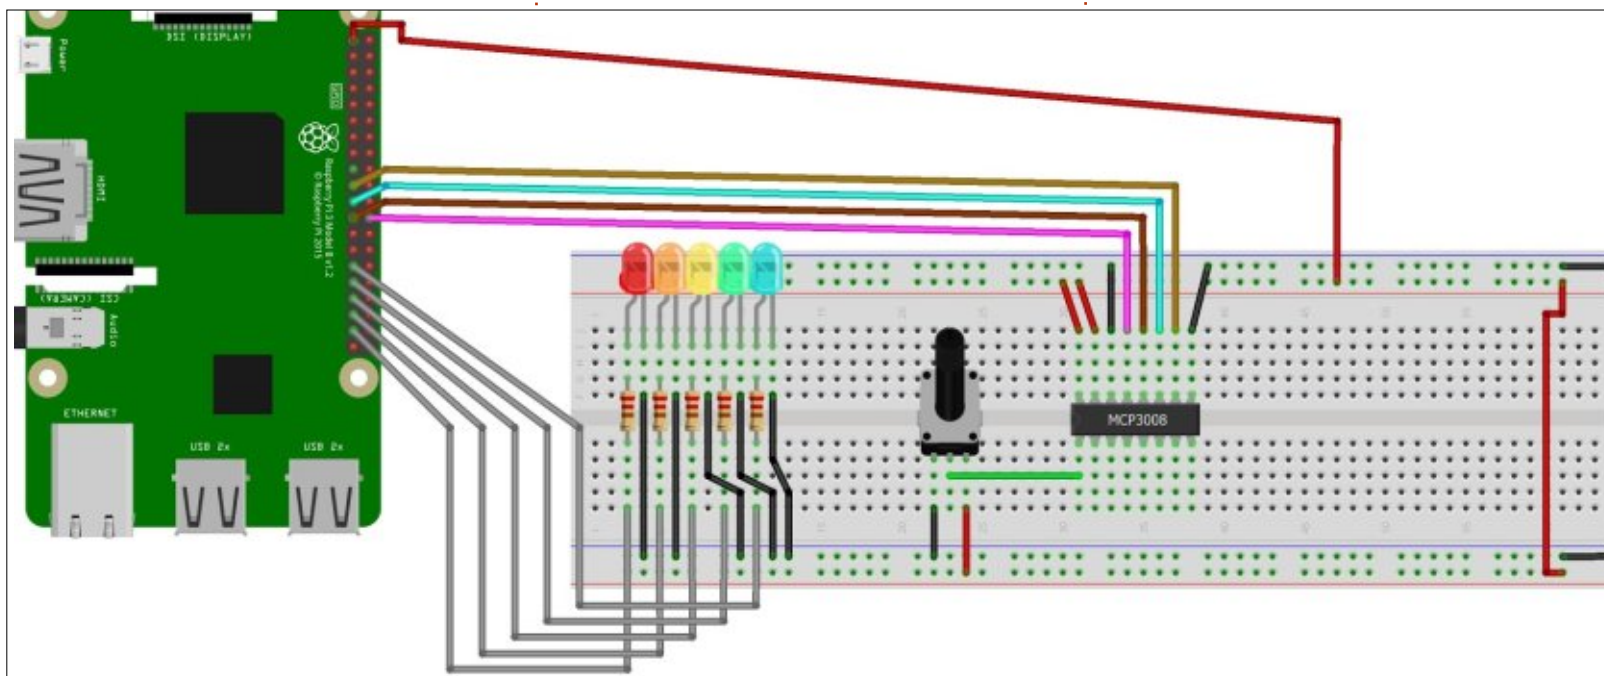 DSI (DISPLAY)
Power
GPIO
HDMI
Raspberry Pi 3 Model B v1.2
© Raspberry Pi 2015
CSI (CAMERA)
Audio
ETHERNET
USB 2x
USB 2x
MCP3008